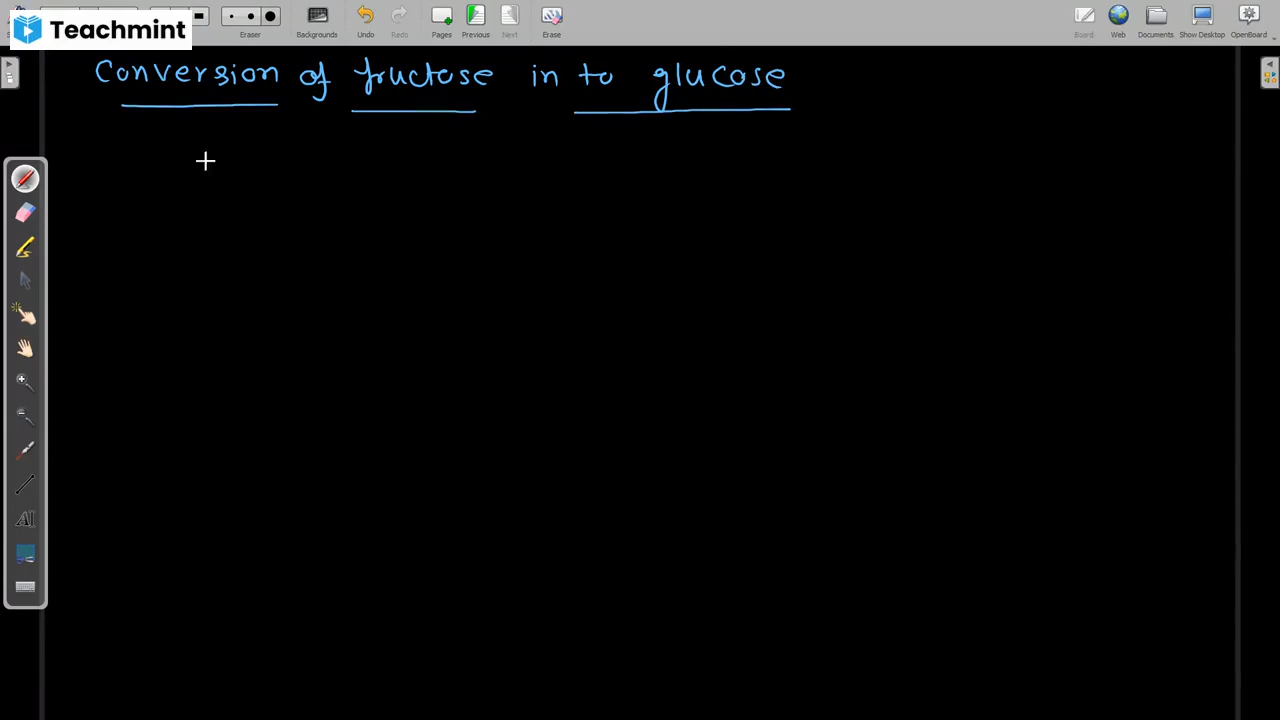 Teachmint
Eraser
Backgrounds
Undo
Redo
Pages
Previous
Next
Erase
Board
Web
Documents
Show Desktop
OpenBoard
Conversion of fructose in to glucose
AI